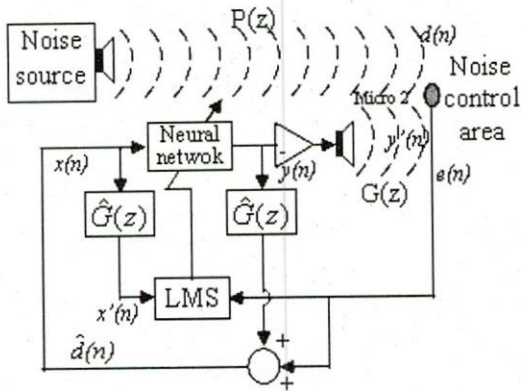 P(z)
Noise
source
d(n)
Noise
control
area
Micro 2
Neural
netwok
x(n)
-
y(n)
y'(n)
G(z)
e(n)
Ĝ(z)
Ĝ(z)
LMS
x'(n)
d̂(n)
+
+